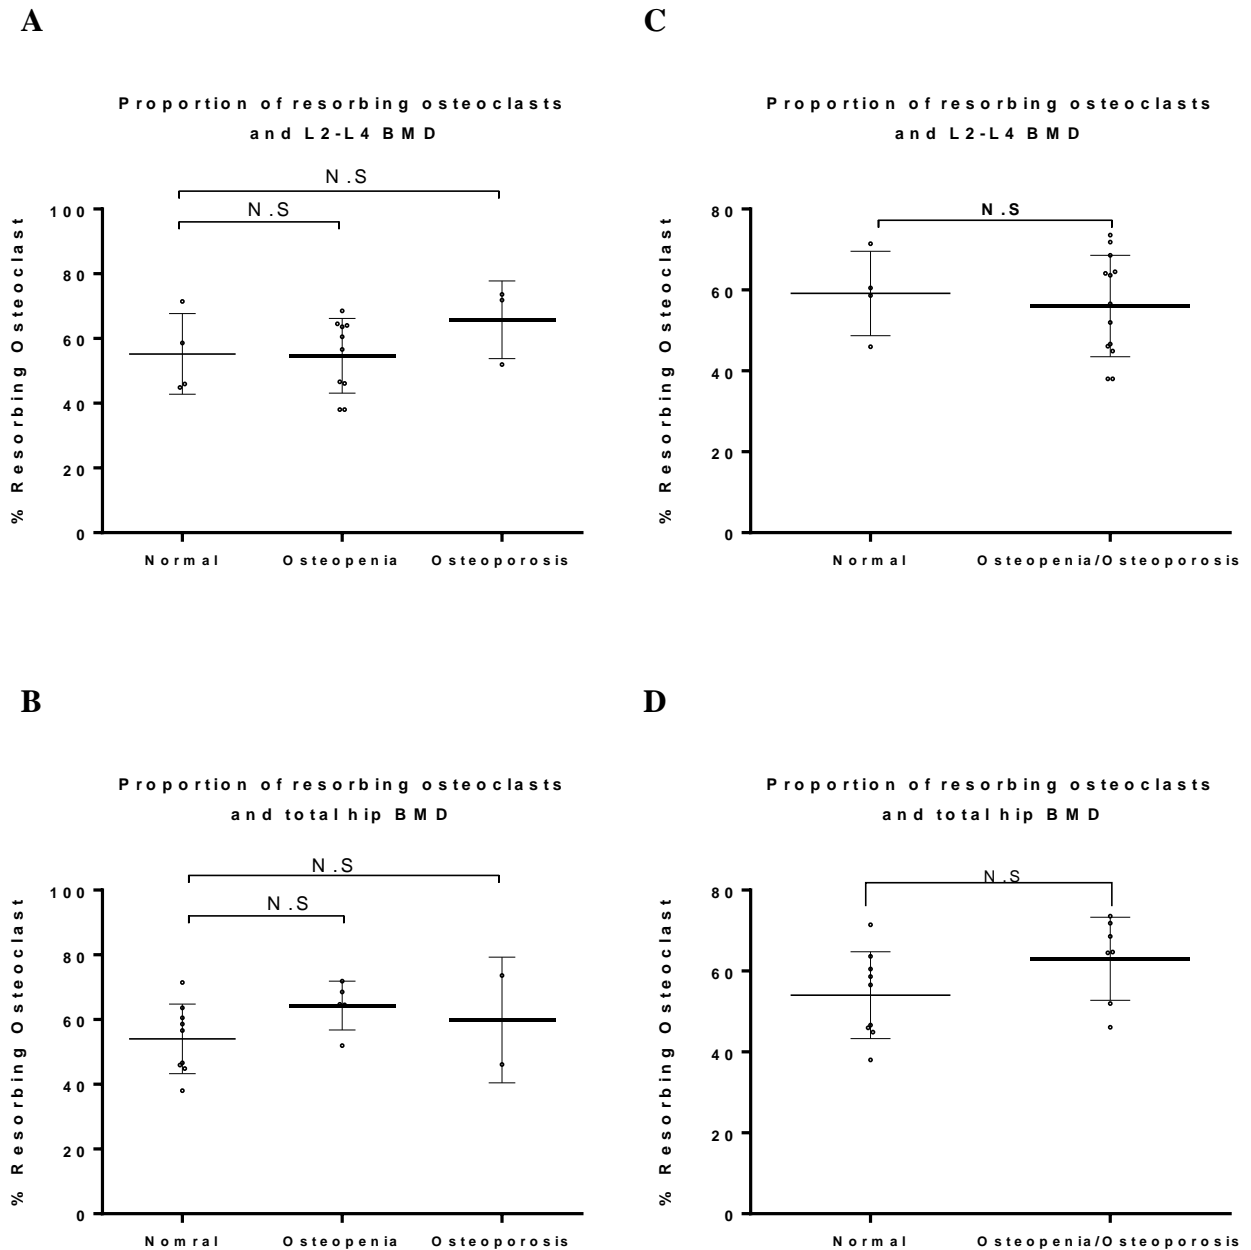 A
Proportion of resorbing osteoclasts
and L2-L4 BMD
N.S
N.S
% Resorbing Osteoclast
100
80
60
40
20
0
Normal Osteopenia Osteoporosis
C
Proportion of resorbing osteoclasts
and L2-L4 BMD
N.S
% Resorbing Osteoclast
80
60
40
20
0
Normal Osteopenia/Osteoporosis
B
Proportion of resorbing osteoclasts
and total hip BMD
N.S
N.S
% Resorbing Osteoclast
100
80
60
40
20
0
Nomral Osteopenia Osteoporosis
D
Proportion of resorbing osteoclasts
and total hip BMD
N.S
% Resorbing Osteoclast
80
60
40
20
0
Normal Osteopenia/Osteoporosis